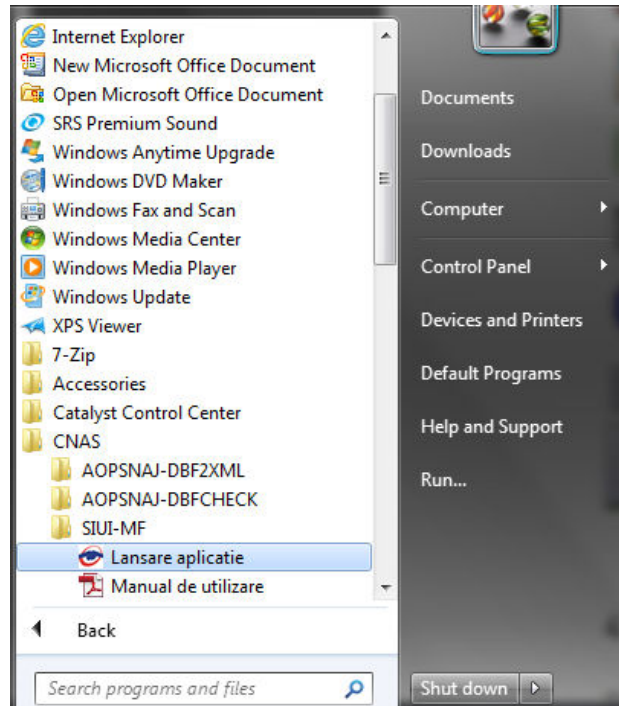 Internet Explorer
New Microsoft Office Document
Open Microsoft Office Document
SRS Premium Sound
Windows Anytime Upgrade
Windows DVD Maker
Windows Fax and Scan
Windows Media Center
Windows Media Player
Windows Update
XPS Viewer
7-Zip
Accessories
Catalyst Control Center
CNAS
AOPSNAJ-DBF2XML
AOPSNAJ-DBFCHECK
SIUI-MF
Lansare aplicatie
Manual de utilizare
Back
Search programs and files
Documents
Downloads
Computer
Control Panel
Devices and Printers
Default Programs
Help and Support
Run...
Shut down